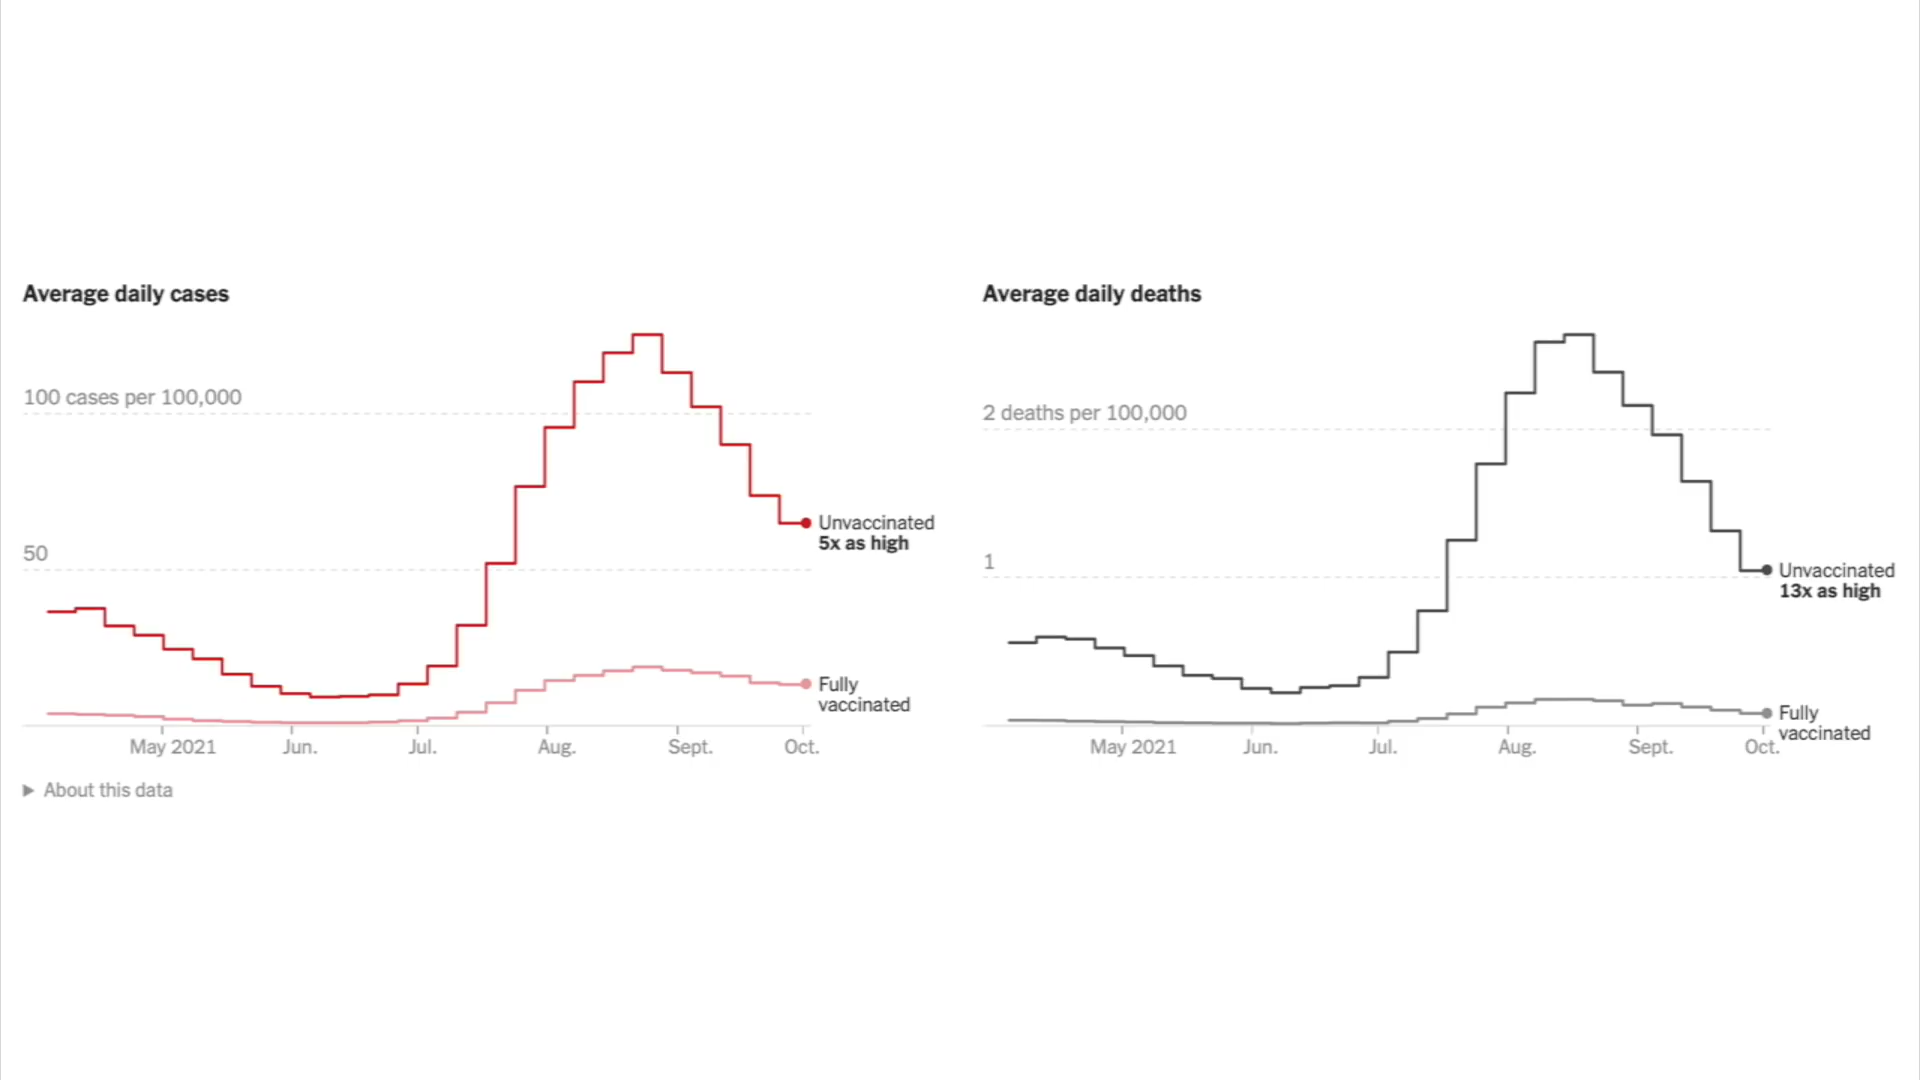 Average daily cases
100 cases per 100,000
50
Unvaccinated
5x as high
Fully
vaccinated
May 2021 Jun. Jul. Aug. Sept. Oct.
► About this data
Average daily deaths
2 deaths per 100,000
1
Unvaccinated
13x as high
Fully
vaccinated
May 2021 Jun. Jul. Aug. Sept. Oct.